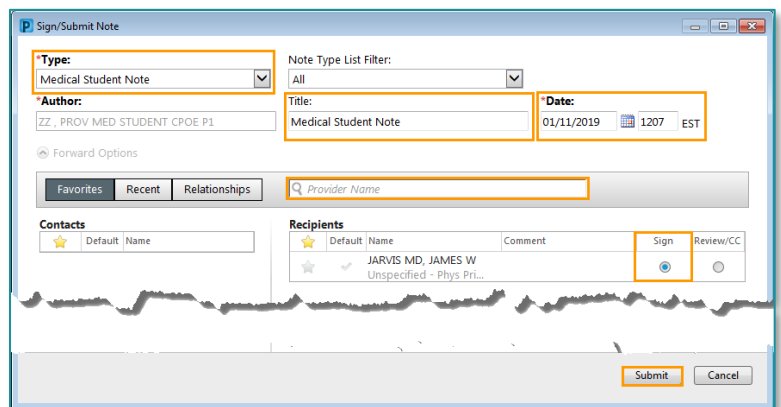 Sign/Submit Note
*Type:
Note Type List Filter:
Medical Student Note
All
*Author:
Title:
*Date:
ZZ , PROV MED STUDENT CPOE P1
Medical Student Note
01/11/2019 1207 EST
Forward Options
Favorites Recent Relationships
Provider Name
Contacts
Recipients
Default Name
Default Name Comment Sign Review/CC
JARVIS MD, JAMES W
Unspecified - Phys Pri...
Submit Cancel